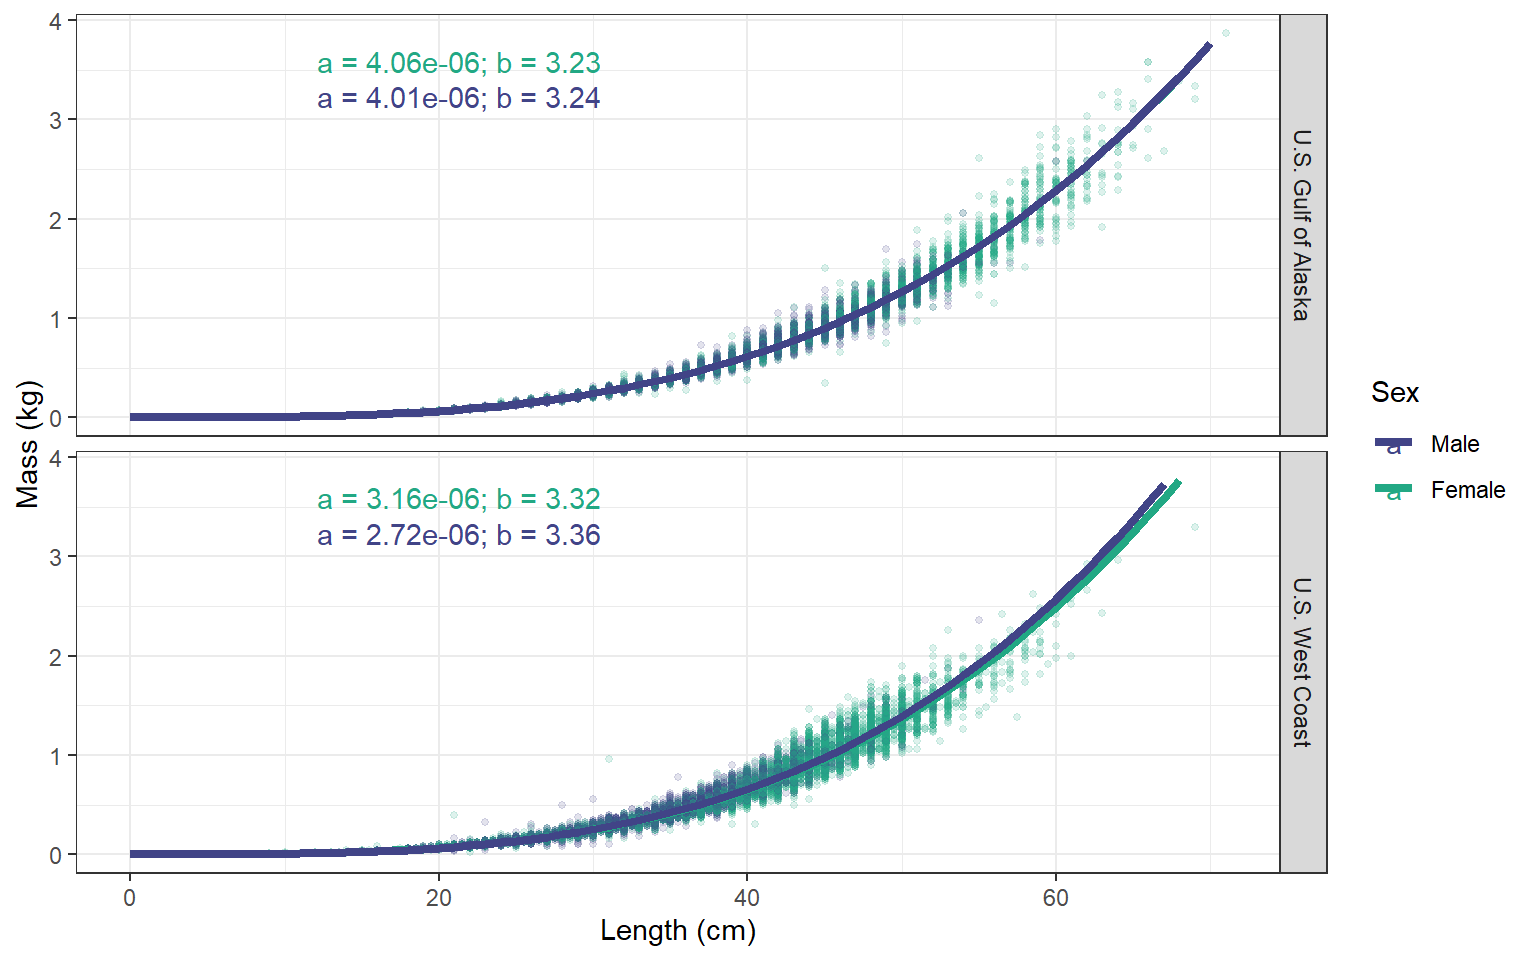 4
3
2
1
0
a = 4.06e-06; b = 3.23
a = 4.01e-06; b = 3.24
U.S. Gulf of Alaska
4
3
2
1
0
a = 3.16e-06; b = 3.32
a = 2.72e-06; b = 3.36
U.S. West Coast
Mass (kg)
0 20 40 60
Length (cm)
Sex
a Male
a Female